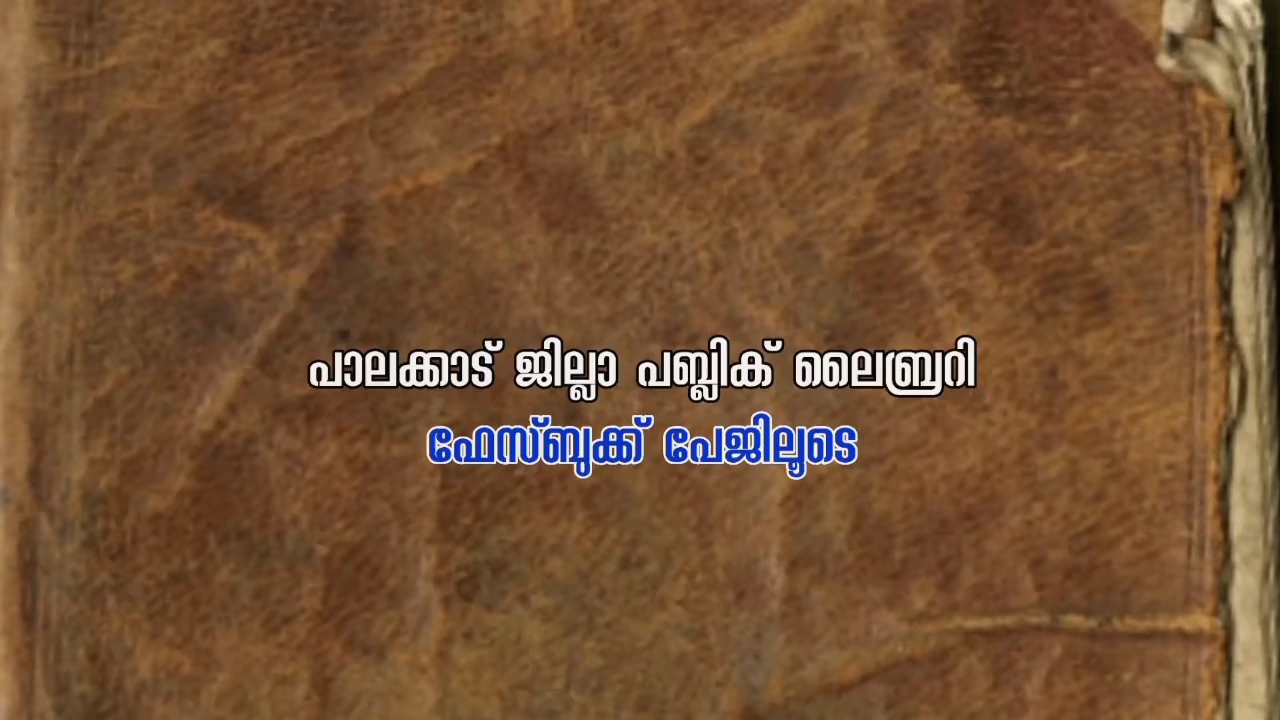 പാലക്കാട് ജില്ലാ പബ്ലിക് ലൈബ്രറി
ഫേസ്ബുക്ക് പേജിലൂടെ